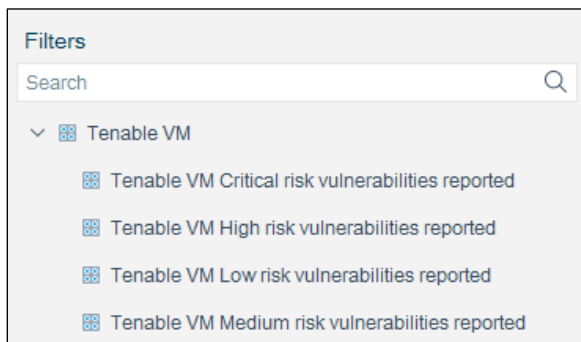 Filters
Search
Tenable VM
Tenable VM Critical risk vulnerabilities reported
Tenable VM High risk vulnerabilities reported
Tenable VM Low risk vulnerabilities reported
Tenable VM Medium risk vulnerabilities reported